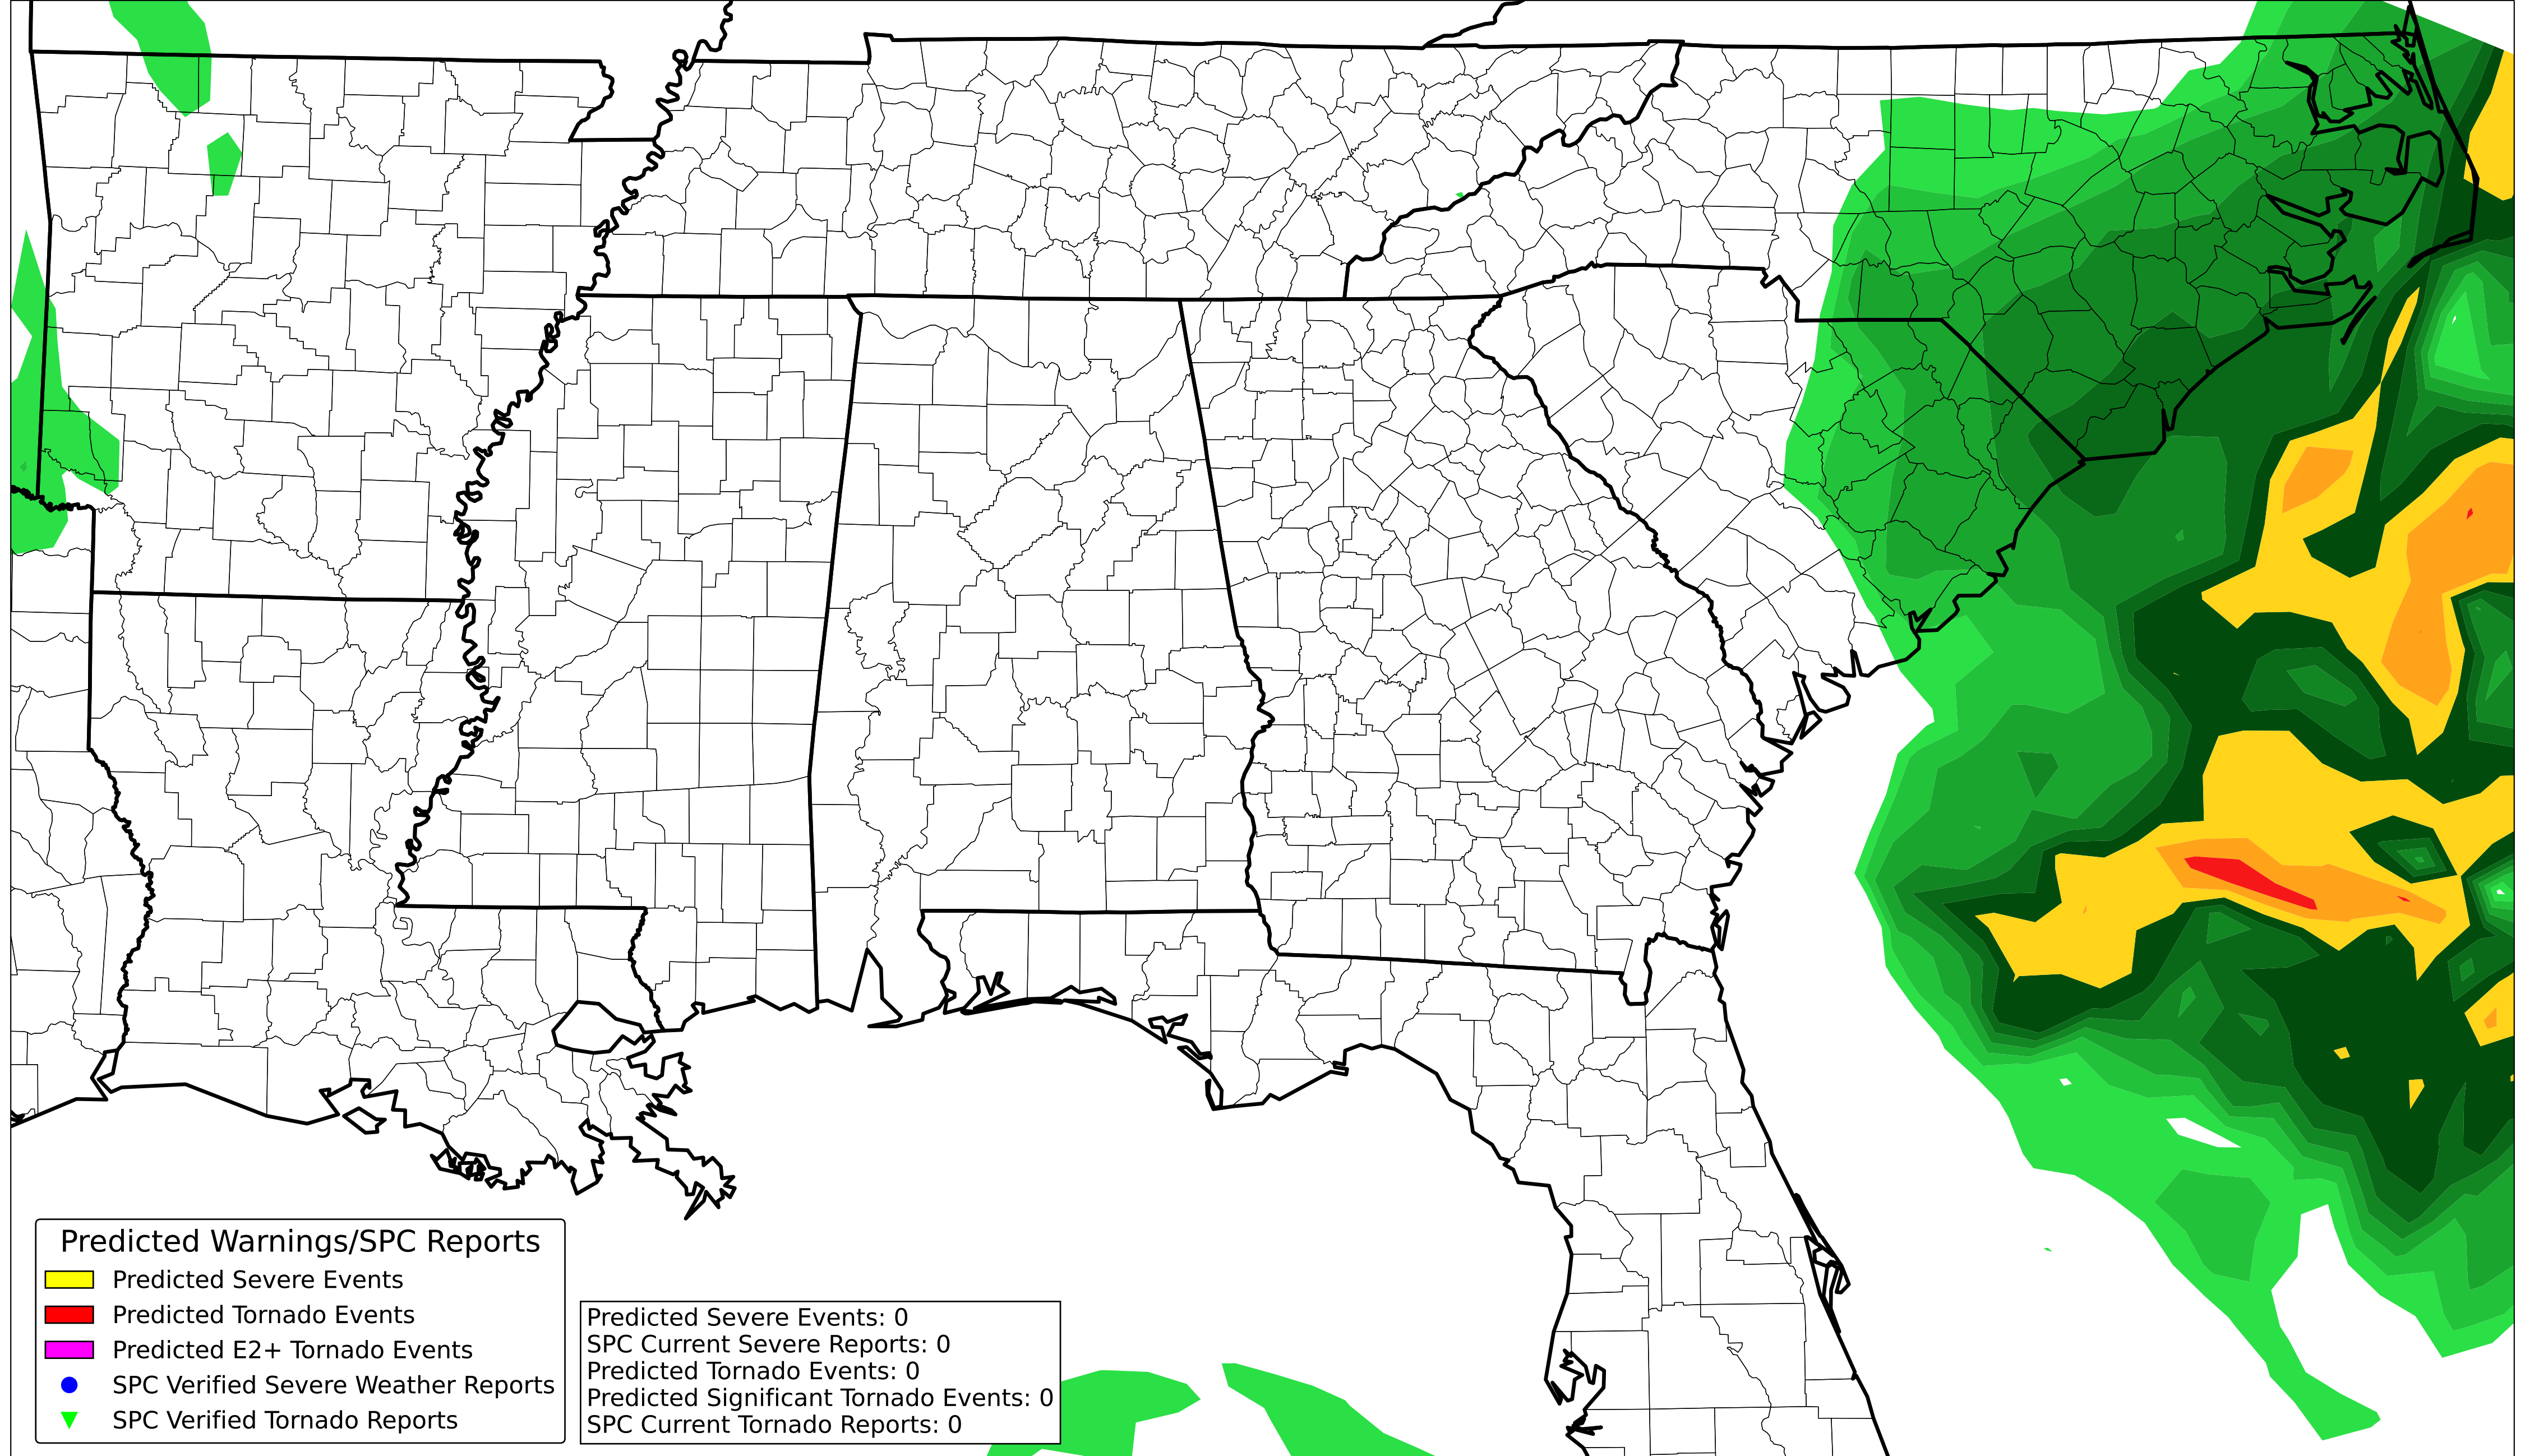 Predicted Warnings/SPC Reports
Predicted Severe Events
Predicted Tornado Events
Predicted E2+ Tornado Events
SPC Verified Severe Weather Reports
SPC Verified Tornado Reports
Predicted Severe Events: 0
SPC Current Severe Reports: 0
Predicted Tornado Events: 0
Predicted Significant Tornado Events: 0
SPC Current Tornado Reports: 0